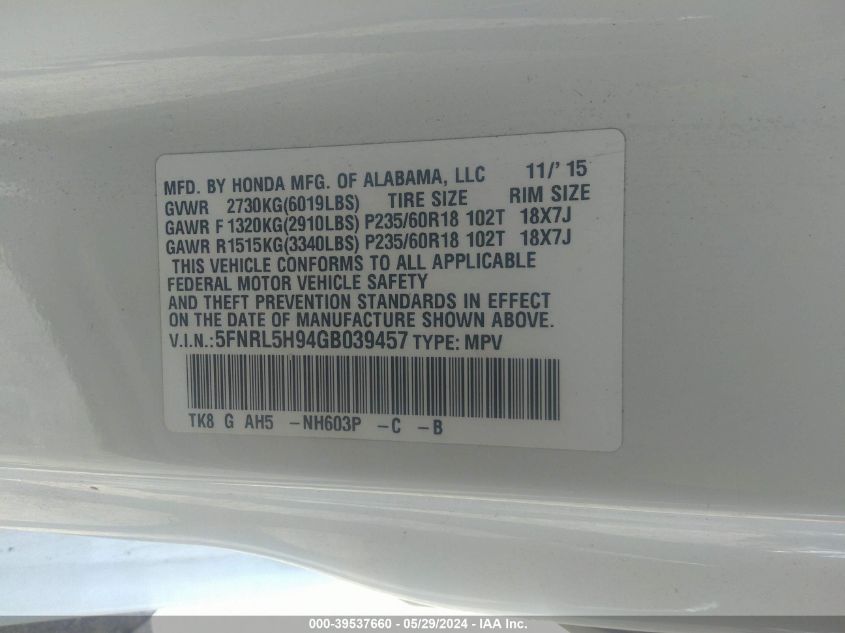 MFD. BY HONDA MFG. OF ALABAMA, LLC 11/'15
GVWR 2730KG(6019LBS) TIRE SIZE RIM SIZE
GAWR F 1320KG(2910LBS) P235/60R18 102T 18X7J
GAWR R1515KG(3340LBS) P235/60R18 102T 18X7J
THIS VEHICLE CONFORMS TO ALL APPLICABLE
FEDERAL MOTOR VEHICLE SAFETY
AND THEFT PREVENTION STANDARDS IN EFFECT
ON THE DATE OF MANUFACTURE SHOWN ABOVE.
V.I.N.: 5FNRL5H94GB039457 TYPE: MPV
TK8 G AH5 -NH603P -C -B
000-39537660 - 05/29/2024 - IAA Inc.